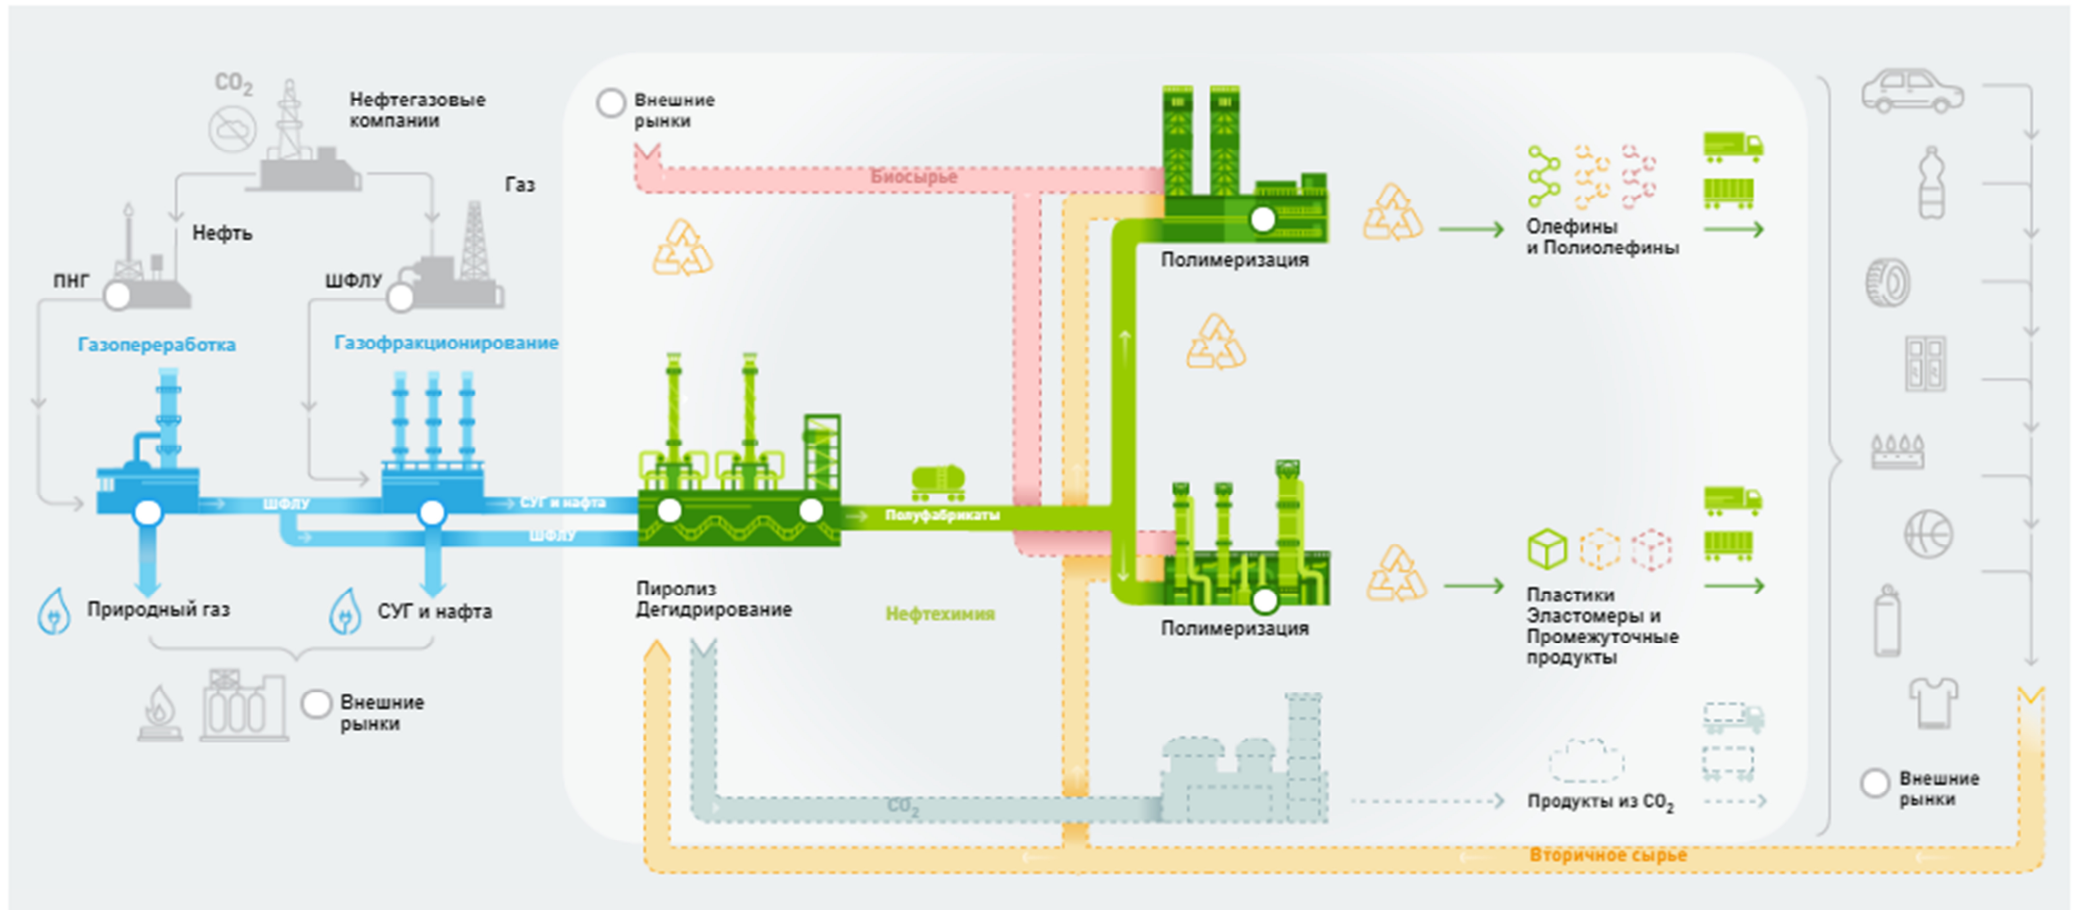 CO2
Нефтегазовые
компании
Газ
Нефть
ПНГ
ШФЛУ
Газопереработка
Газофракционирование
ШФЛУ
СУГ и нафта
ШФЛУ
Природный газ
СУГ и нафта
Внешние
рынки
Внешние
рынки
Биосырье
Полимеризация
Олефины
и Полиолефины
Полуфабрикаты
Пиролиз
Дегидрирование
Нефтехимия
Полимеризация
Пластики
Эластомеры и
Промежуточные
продукты
CO2
Продукты из CO2
Внешние
рынки
Вторичное сырье